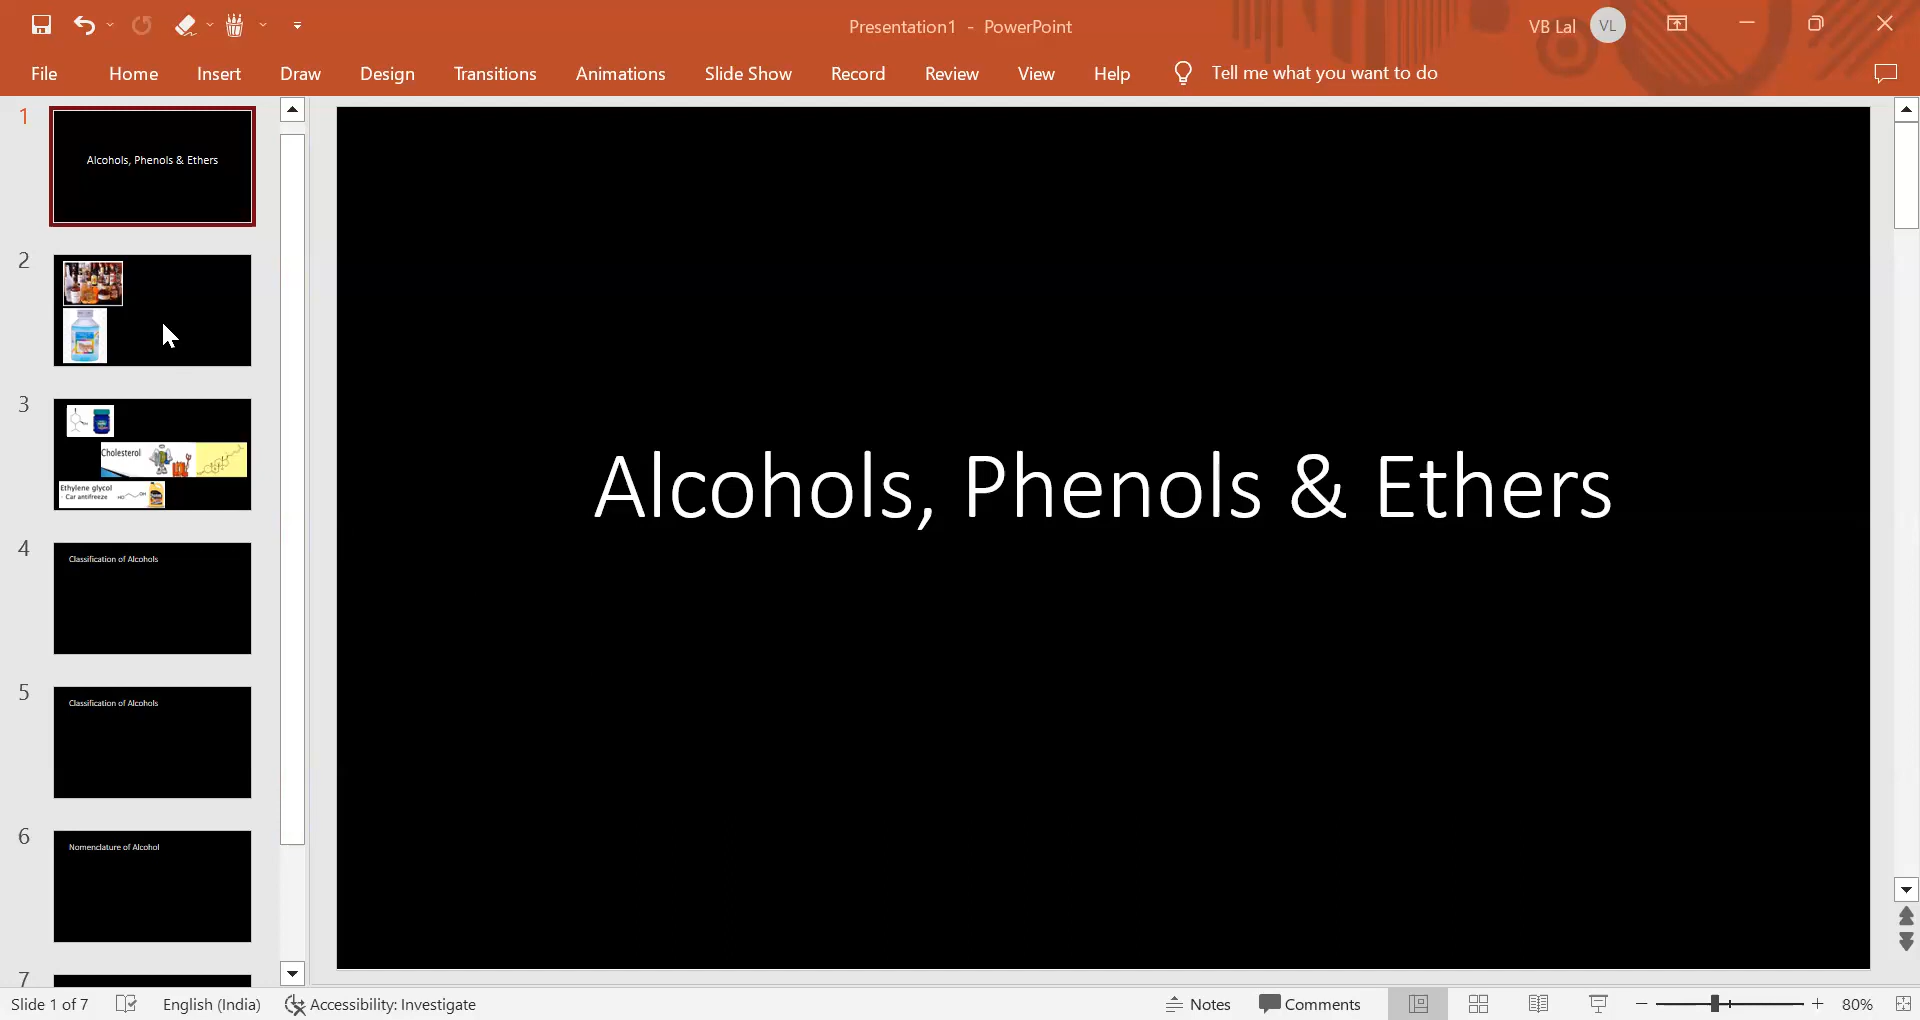 Presentation1 - PowerPoint
VB Lal
VL
File
Home
Insert
Draw
Design
Transitions
Animations
Slide Show
Record
Review
View
Help
Tell me what you want to do
1
Alcohols, Phenols & Ethers
2
3
Cholesterol
Ethylene glycol
- Car antifreeze
HO
OH
4
Classification of Alcohols
5
Classification of Alcohols
6
Nomenclature of Alcohol
7
Alcohols, Phenols & Ethers
Slide 1 of 7
English (India)
Accessibility: Investigate
Notes
Comments
80%